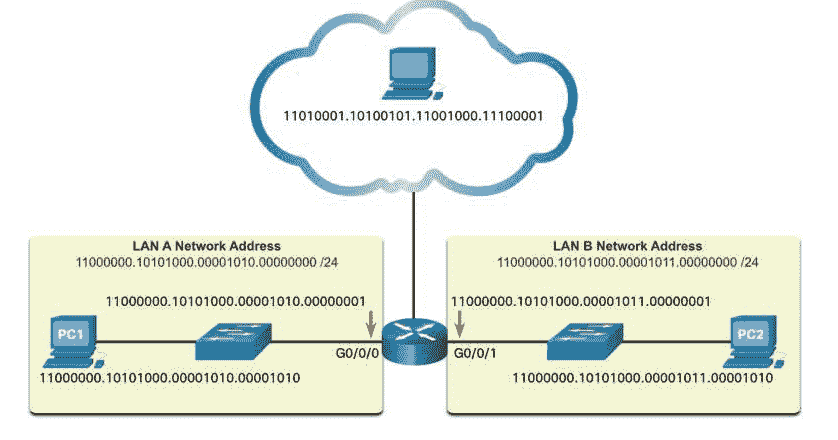 11010001.10100101.11001000.11100001
LAN A Network Address
11000000.10101000.00001010.00000000 /24
11000000.10101000.00001010.00000001
PC1
G0/0/0
11000000.10101000.00001010.00001010
LAN B Network Address
11000000.10101000.00001011.00000000 /24
11000000.10101000.00001011.00000001
G0/0/1
PC2
11000000.10101000.00001011.00001010